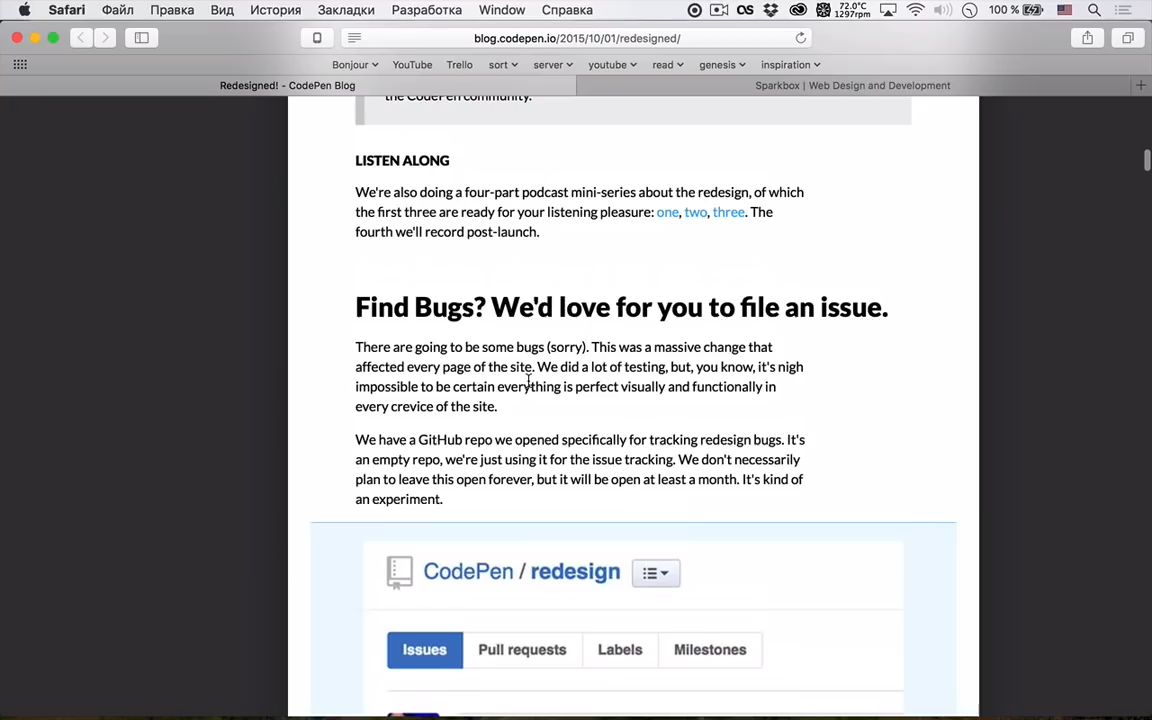 Safari Файл Правка Вид История Закладки Разработка Window Справка 72.0°C 1297rpm 100 %
blog.codepen.io/2015/10/01/redesigned/
Bonjour YouTube Trello sort server youtube read genesis inspiration
Redesigned! - CodePen Blog Sparkbox | Web Design and Development
the CodePen community.
LISTEN ALONG
We're also doing a four-part podcast mini-series about the redesign, of which
the first three are ready for your listening pleasure: one, two, three. The
fourth we'll record post-launch.
Find Bugs? We'd love for you to file an issue.
There are going to be some bugs (sorry). This was a massive change that
affected every page of the site. We did a lot of testing, but, you know, it's nigh
impossible to be certain everything is perfect visually and functionally in
every crevice of the site.
We have a GitHub repo we opened specifically for tracking redesign bugs. It's
an empty repo, we're just using it for the issue tracking. We don't necessarily
plan to leave this open forever, but it will be open at least a month. It's kind of
an experiment.
CodePen / redesign
Issues Pull requests Labels Milestones